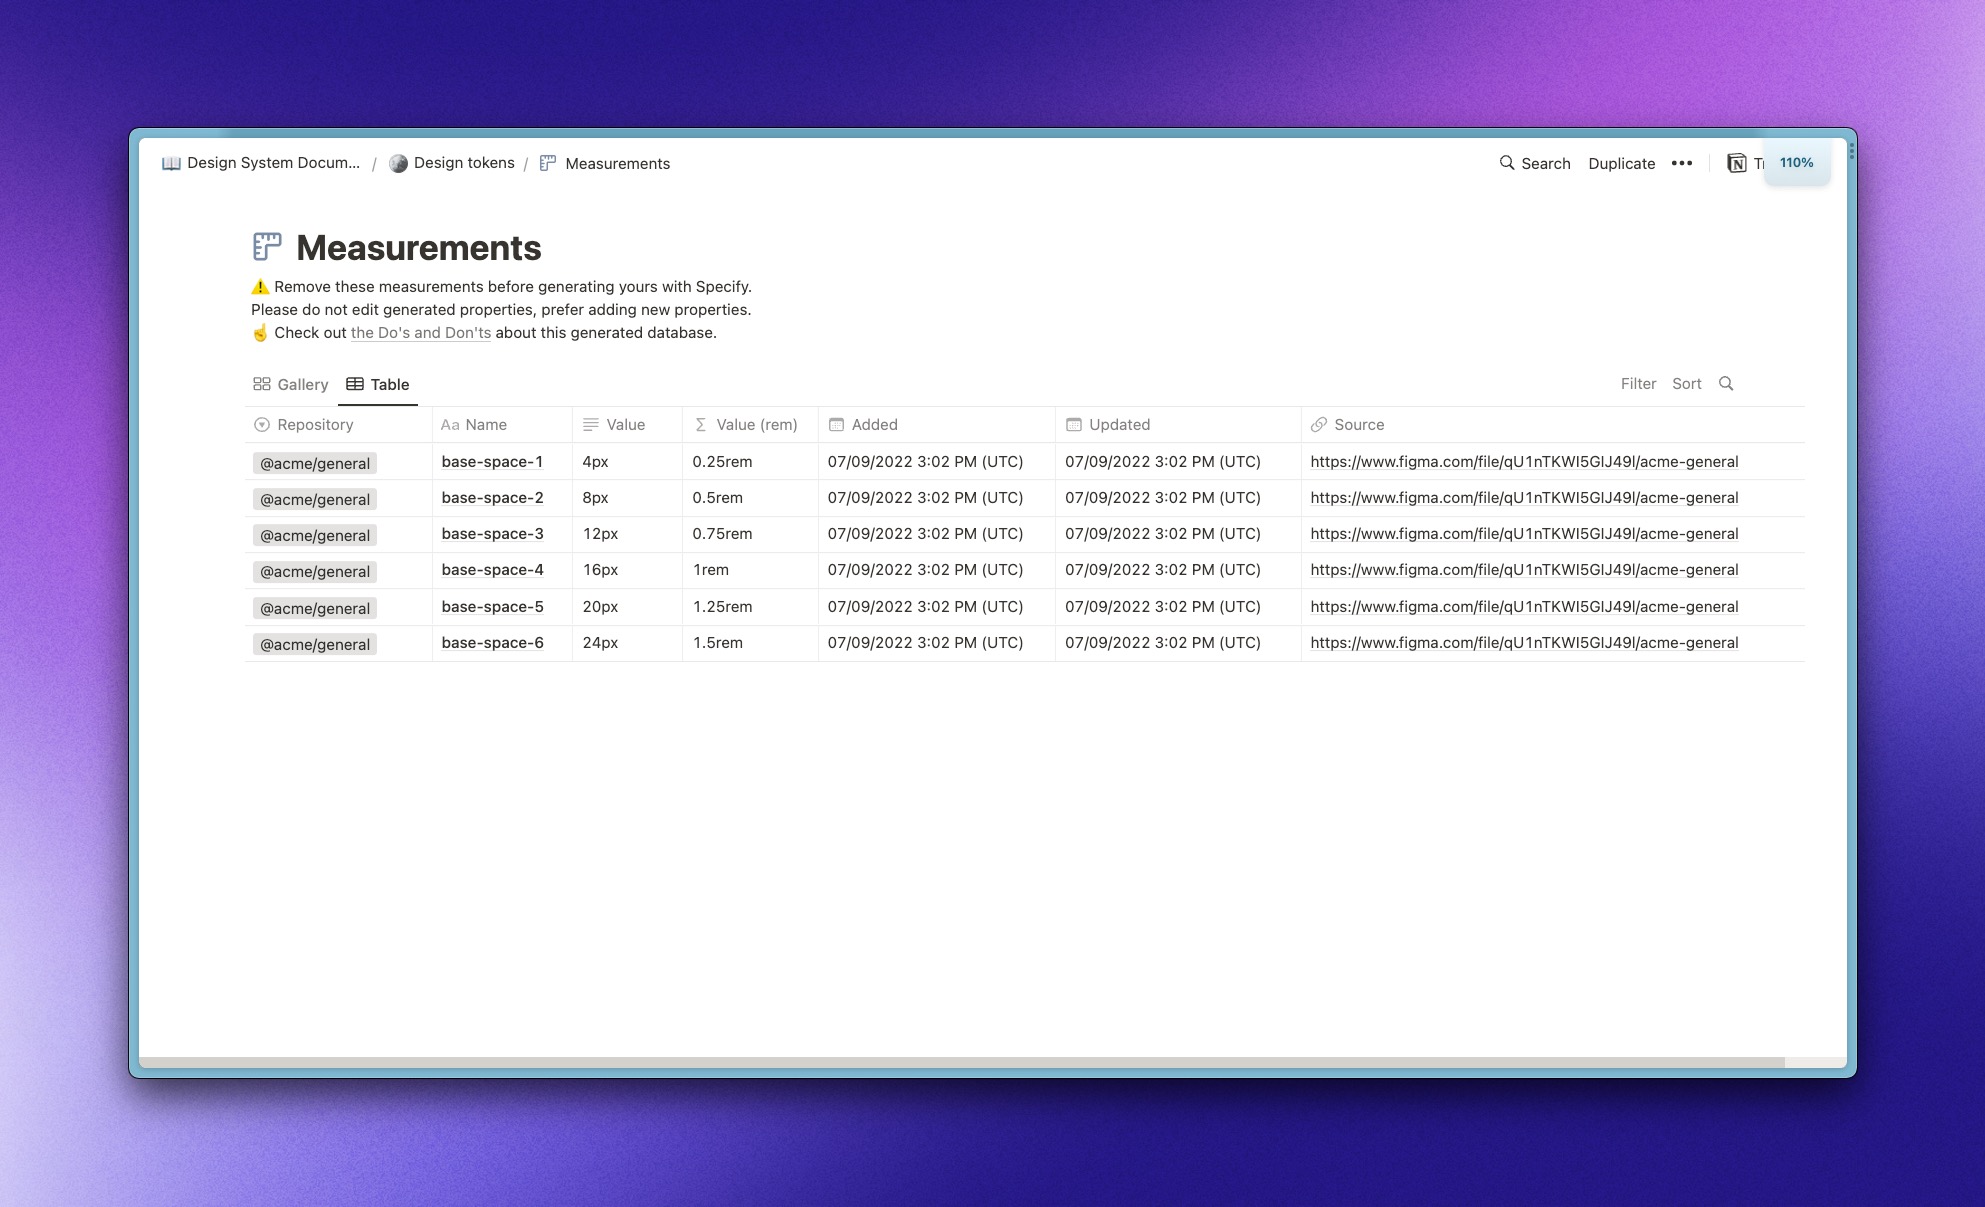 Design System Docum... / Design tokens / Measurements
Search Duplicate ••• 110%
Measurements
⚠️ Remove these measurements before generating yours with Specify.
Please do not edit generated properties, prefer adding new properties.
☝️ Check out the Do's and Don'ts about this generated database.
Gallery Table Filter Sort
Repository Aa Name Value Σ Value (rem) Added Updated Source
@acme/general base-space-1 4px 0.25rem 07/09/2022 3:02 PM (UTC) 07/09/2022 3:02 PM (UTC) https://www.figma.com/file/qU1nTKWI5GIJ49I/acme-general
@acme/general base-space-2 8px 0.5rem 07/09/2022 3:02 PM (UTC) 07/09/2022 3:02 PM (UTC) https://www.figma.com/file/qU1nTKWI5GIJ49I/acme-general
@acme/general base-space-3 12px 0.75rem 07/09/2022 3:02 PM (UTC) 07/09/2022 3:02 PM (UTC) https://www.figma.com/file/qU1nTKWI5GIJ49I/acme-general
@acme/general base-space-4 16px 1rem 07/09/2022 3:02 PM (UTC) 07/09/2022 3:02 PM (UTC) https://www.figma.com/file/qU1nTKWI5GIJ49I/acme-general
@acme/general base-space-5 20px 1.25rem 07/09/2022 3:02 PM (UTC) 07/09/2022 3:02 PM (UTC) https://www.figma.com/file/qU1nTKWI5GIJ49I/acme-general
@acme/general base-space-6 24px 1.5rem 07/09/2022 3:02 PM (UTC) 07/09/2022 3:02 PM (UTC) https://www.figma.com/file/qU1nTKWI5GIJ49I/acme-general